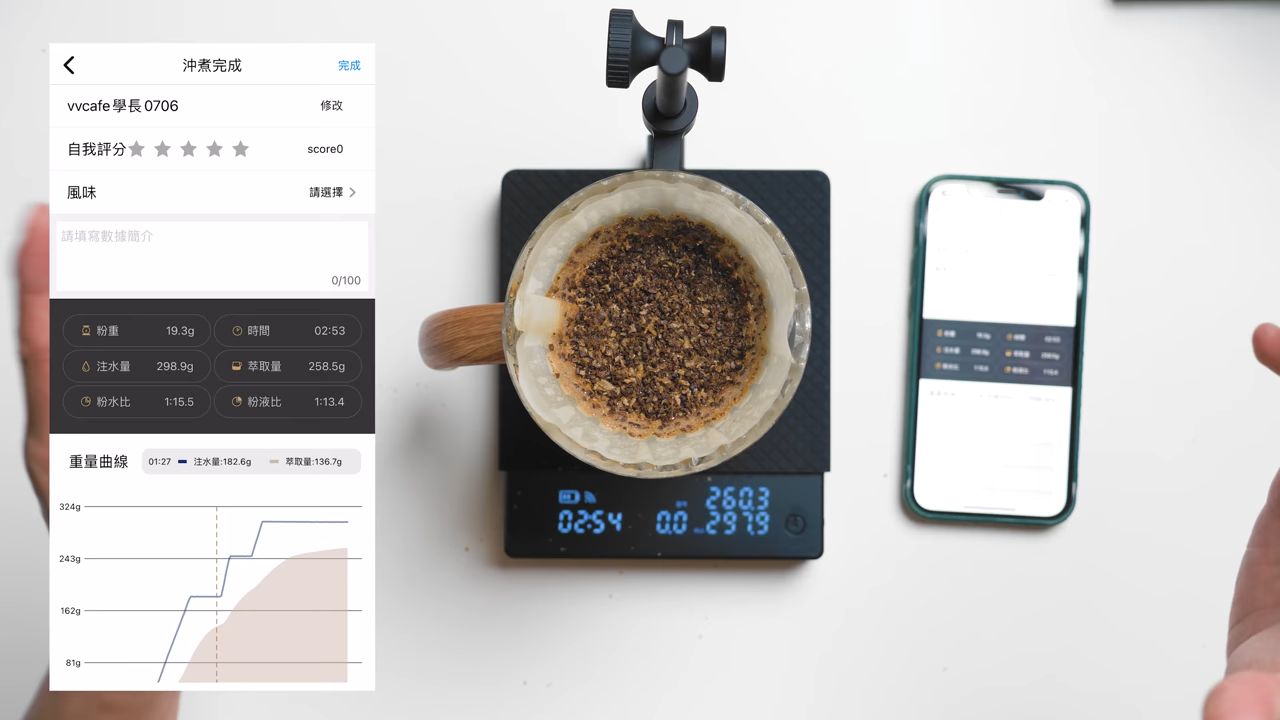 沖煮完成
完成
vvcafe學長0706
修改
自我評分
score0
風味
請選擇
請填寫數據簡介
0/100
粉重 19.3g
時間 02:53
注水量 298.9g
萃取量 258.5g
粉水比 1:15.5
粉液比 1:13.4
重量曲線
01:27 注水量:182.6g 萃取量:136.7g
324g
243g
162g
81g
260.3
02:54 0.0 297.9